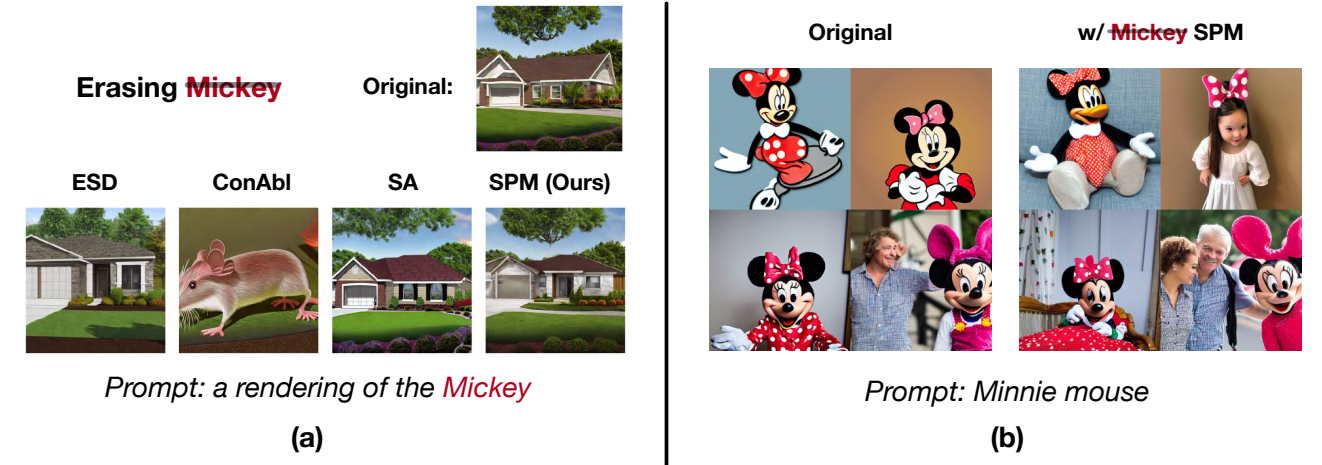 Erasing Mickey
Original:
ESD
ConAbl
SA
SPM (Ours)
Prompt: a rendering of the Mickey
(a)
Original
w/ Mickey SPM
Prompt: Minnie mouse
(b)